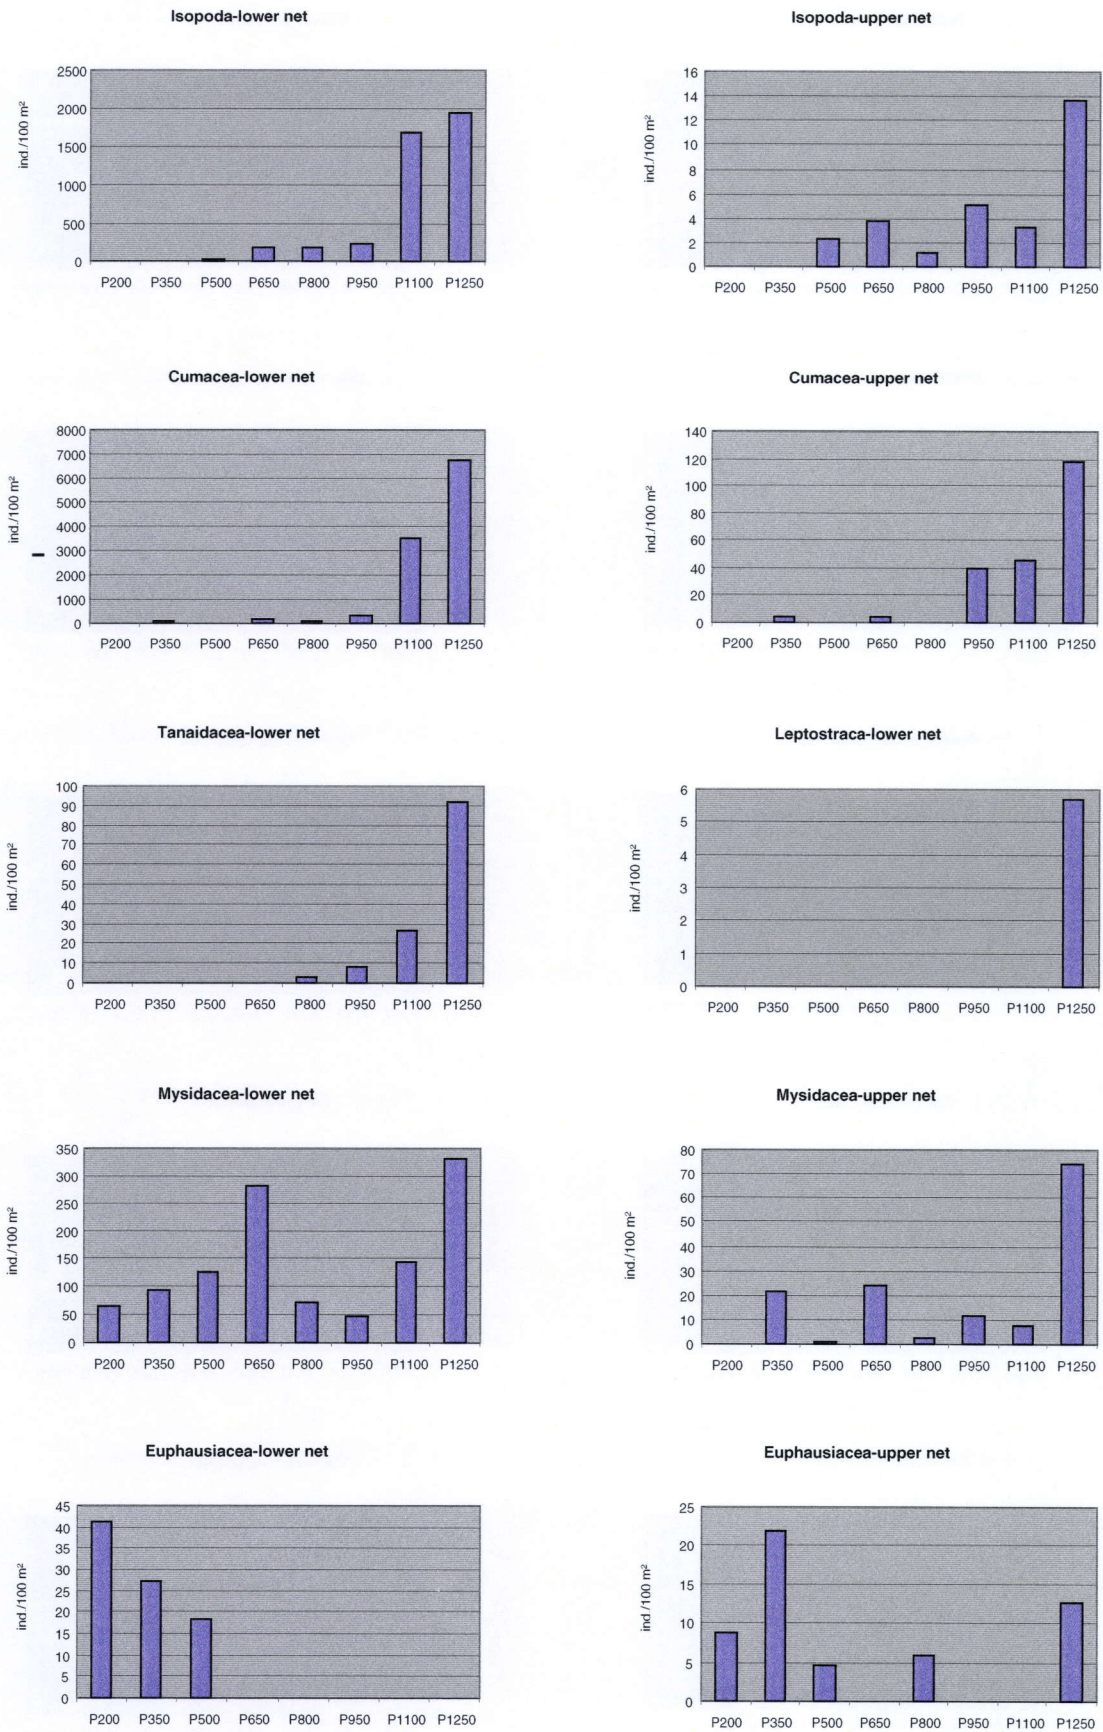 Isopoda-lower net
ind./100 m²
2500
2000
1500
1000
500
0
P200 P350 P500 P650 P800 P950 P1100 P1250
Isopoda-upper net
ind./100 m²
16
14
12
10
8
6
4
2
0
P200 P350 P500 P650 P800 P950 P1100 P1250
Cumacea-lower net
ind./100 m²
8000
7000
6000
5000
4000
3000
2000
1000
0
P200 P350 P500 P650 P800 P950 P1100 P1250
Cumacea-upper net
ind./100 m²
140
120
100
80
60
40
20
0
P200 P350 P500 P650 P800 P950 P1100 P1250
Tanaidacea-lower net
ind./100 m²
100
90
80
70
60
50
40
30
20
10
0
P200 P350 P500 P650 P800 P950 P1100 P1250
Leptostraca-lower net
ind./100 m²
6
5
4
3
2
1
0
P200 P350 P500 P650 P800 P950 P1100 P1250
Mysidacea-lower net
ind./100 m²
350
300
250
200
150
100
50
0
P200 P350 P500 P650 P800 P950 P1100 P1250
Mysidacea-upper net
ind./100 m²
80
70
60
50
40
30
20
10
0
P200 P350 P500 P650 P800 P950 P1100 P1250
Euphausiacea-lower net
ind /100 m²
45
40
35
30
25
20
15
10
5
0
P200 P350 P500 P650 P800 P950 P1100 P1250
Euphausiacea-upper net
ind /100 m²
25
20
15
10
5
0
P200 P350 P500 P650 P800 P950 P1100 P1250